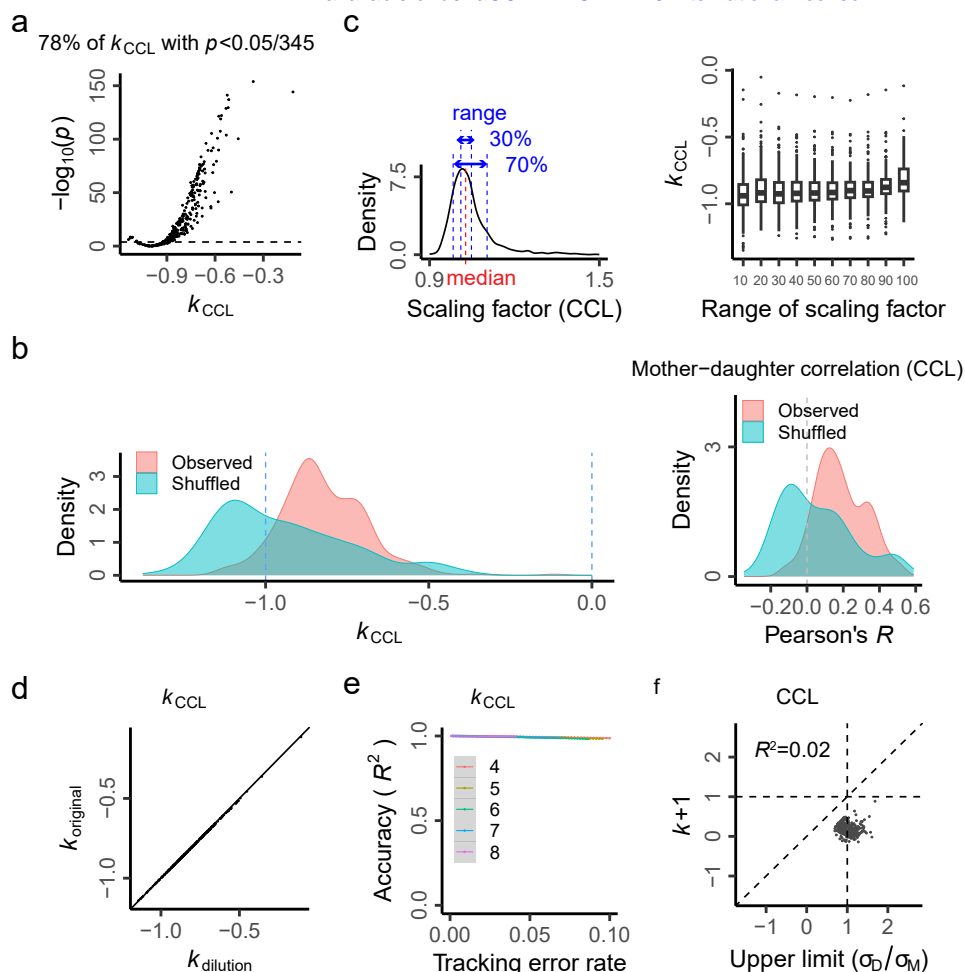 a
78% of kCCL with p<0.05/345
150
100
50
0
−log10(p)
−0.9
−0.6
−0.3
kCCL
c
range
30%
70%
7.5
0.0
Density
median
0.9
1.5
Scaling factor (CCL)
0.0
−0.5
−1.0
kCCL
10 20 30 40 50 60 70 80 90 100
Range of scaling factor
b
Observed
Shuffled
3
2
1
0
Density
−1.0
−0.5
0.0
kCCL
Mother−daughter correlation (CCL)
Observed
Shuffled
3
0
Density
−0.2 0.0 0.2 0.4 0.6
Pearson's R
d
kCCL
−0.5
−1.0
koriginal
−1.0
−0.5
kdilution
e
kCCL
1.0
0.5
0.0
Accuracy ( R2)
4
5
6
7
8
0.00
0.05
0.10
Tracking error rate
f
CCL
R2=0.02
2
1
0
−1
k+1
−1 0 1 2
Upper limit (σD/σM)